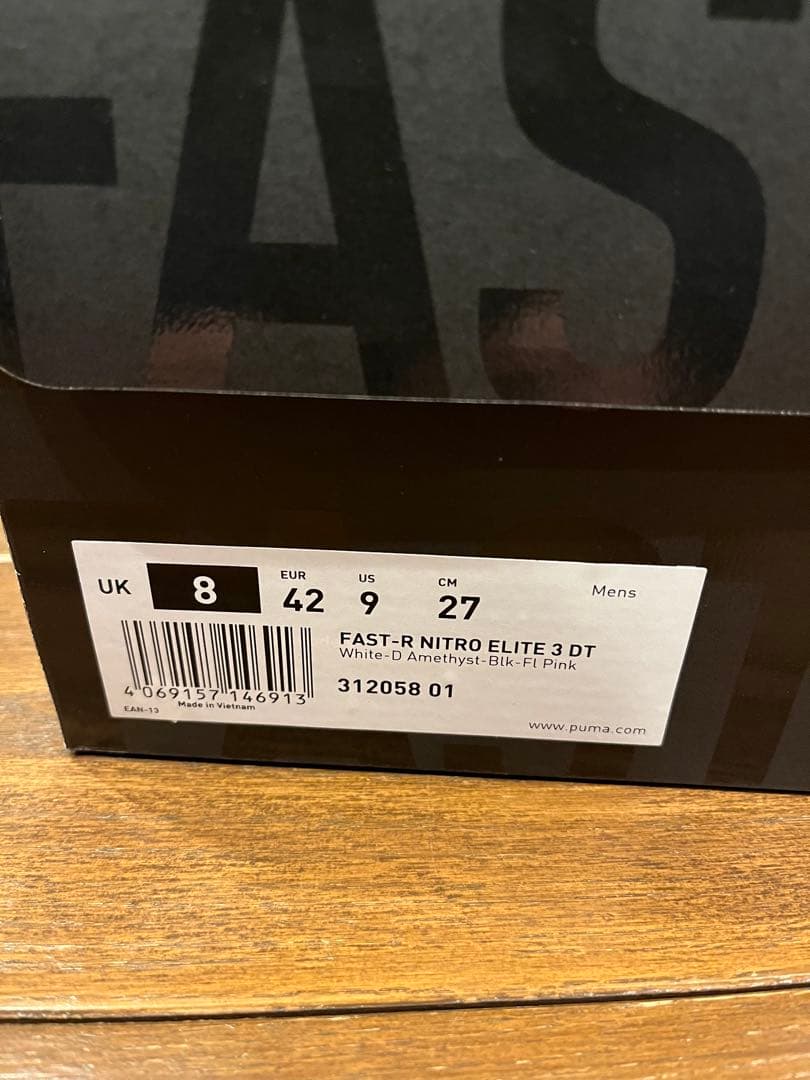 FAS
UK 8 EUR 42 US 9 CM 27 Mens
FAST-R NITRO ELITE 3 DT
White-D Amethyst-Blk-Fl Pink
312058 01
4 069157 146913
EAN-13 Made in Vietnam
www.puma.com